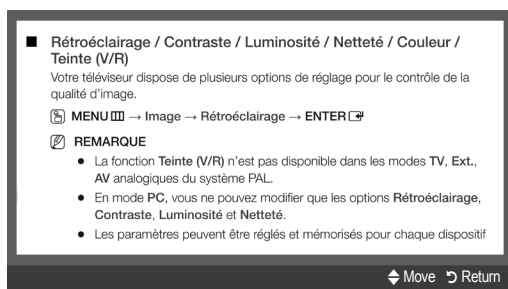 ■ Rétroéclairage / Contraste / Luminosité / Netteté / Couleur /
Teinte (V/R)
Votre téléviseur dispose de plusieurs options de réglage pour le contrôle de la
qualité d'image.
MENU → Image → Rétroéclairage → ENTER
REMARQUE
● La fonction Teinte (V/R) n'est pas disponible dans les modes TV, Ext.,
AV analogiques du système PAL.
● En mode PC, vous ne pouvez modifier que les options Rétroéclairage,
Contraste, Luminosité et Netteté.
● Les paramètres peuvent être réglés et mémorisés pour chaque dispositif
Move Return